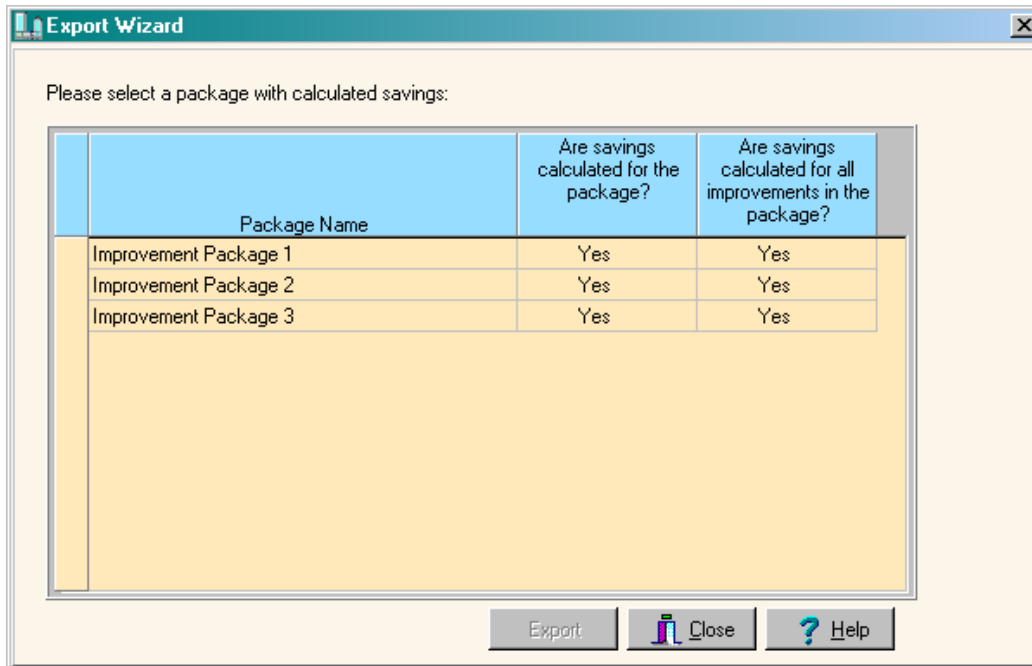 Export Wizard
Please select a package with calculated savings:
Package Name
Are savings
calculated for the
package?
Are savings
calculated for all
improvements in the
package?
Improvement Package 1 Yes Yes
Improvement Package 2 Yes Yes
Improvement Package 3 Yes Yes
Export Close Help